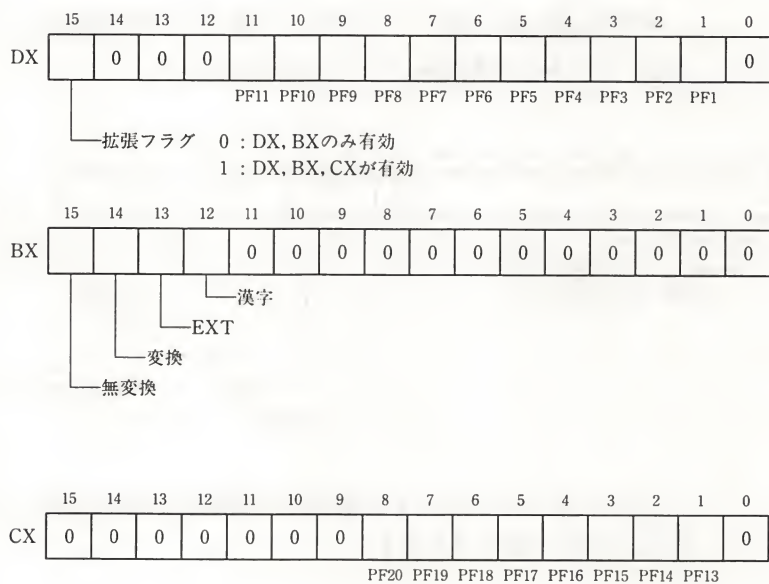 15 14 13 12 11 10 9 8 7 6 5 4 3 2 1 0
DX 0 0 0 0
PF11 PF10 PF9 PF8 PF7 PF6 PF5 PF4 PF3 PF2 PF1
拡張フラグ 0 : DX, BXのみ有効
1 : DX, BX, CXが有効
15 14 13 12 11 10 9 8 7 6 5 4 3 2 1 0
BX 0 0 0 0 0 0 0 0 0 0 0 0
漢字
EXT
変換
無変換
15 14 13 12 11 10 9 8 7 6 5 4 3 2 1 0
CX 0 0 0 0 0 0 0 0
PF20 PF19 PF18 PF17 PF16 PF15 PF14 PF13